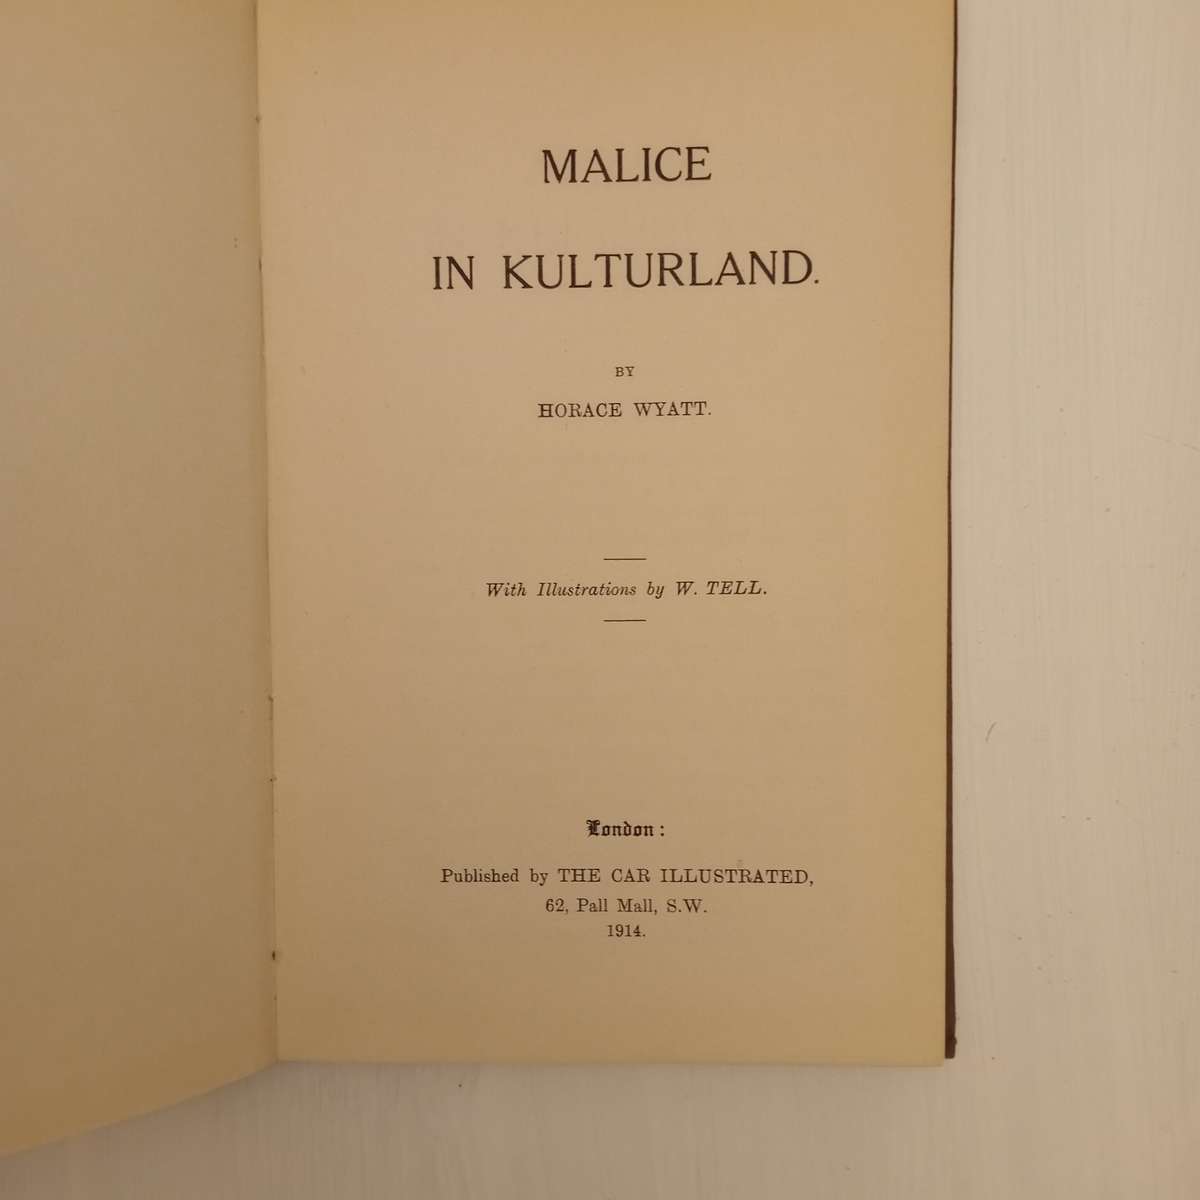 MALICE
IN KULTURLAND.
BY
HORACE WYATT.
With Illustrations by W. TELL.
London:
Published by THE CAR ILLUSTRATED,
62, Pall Mall, S.W.
1914.